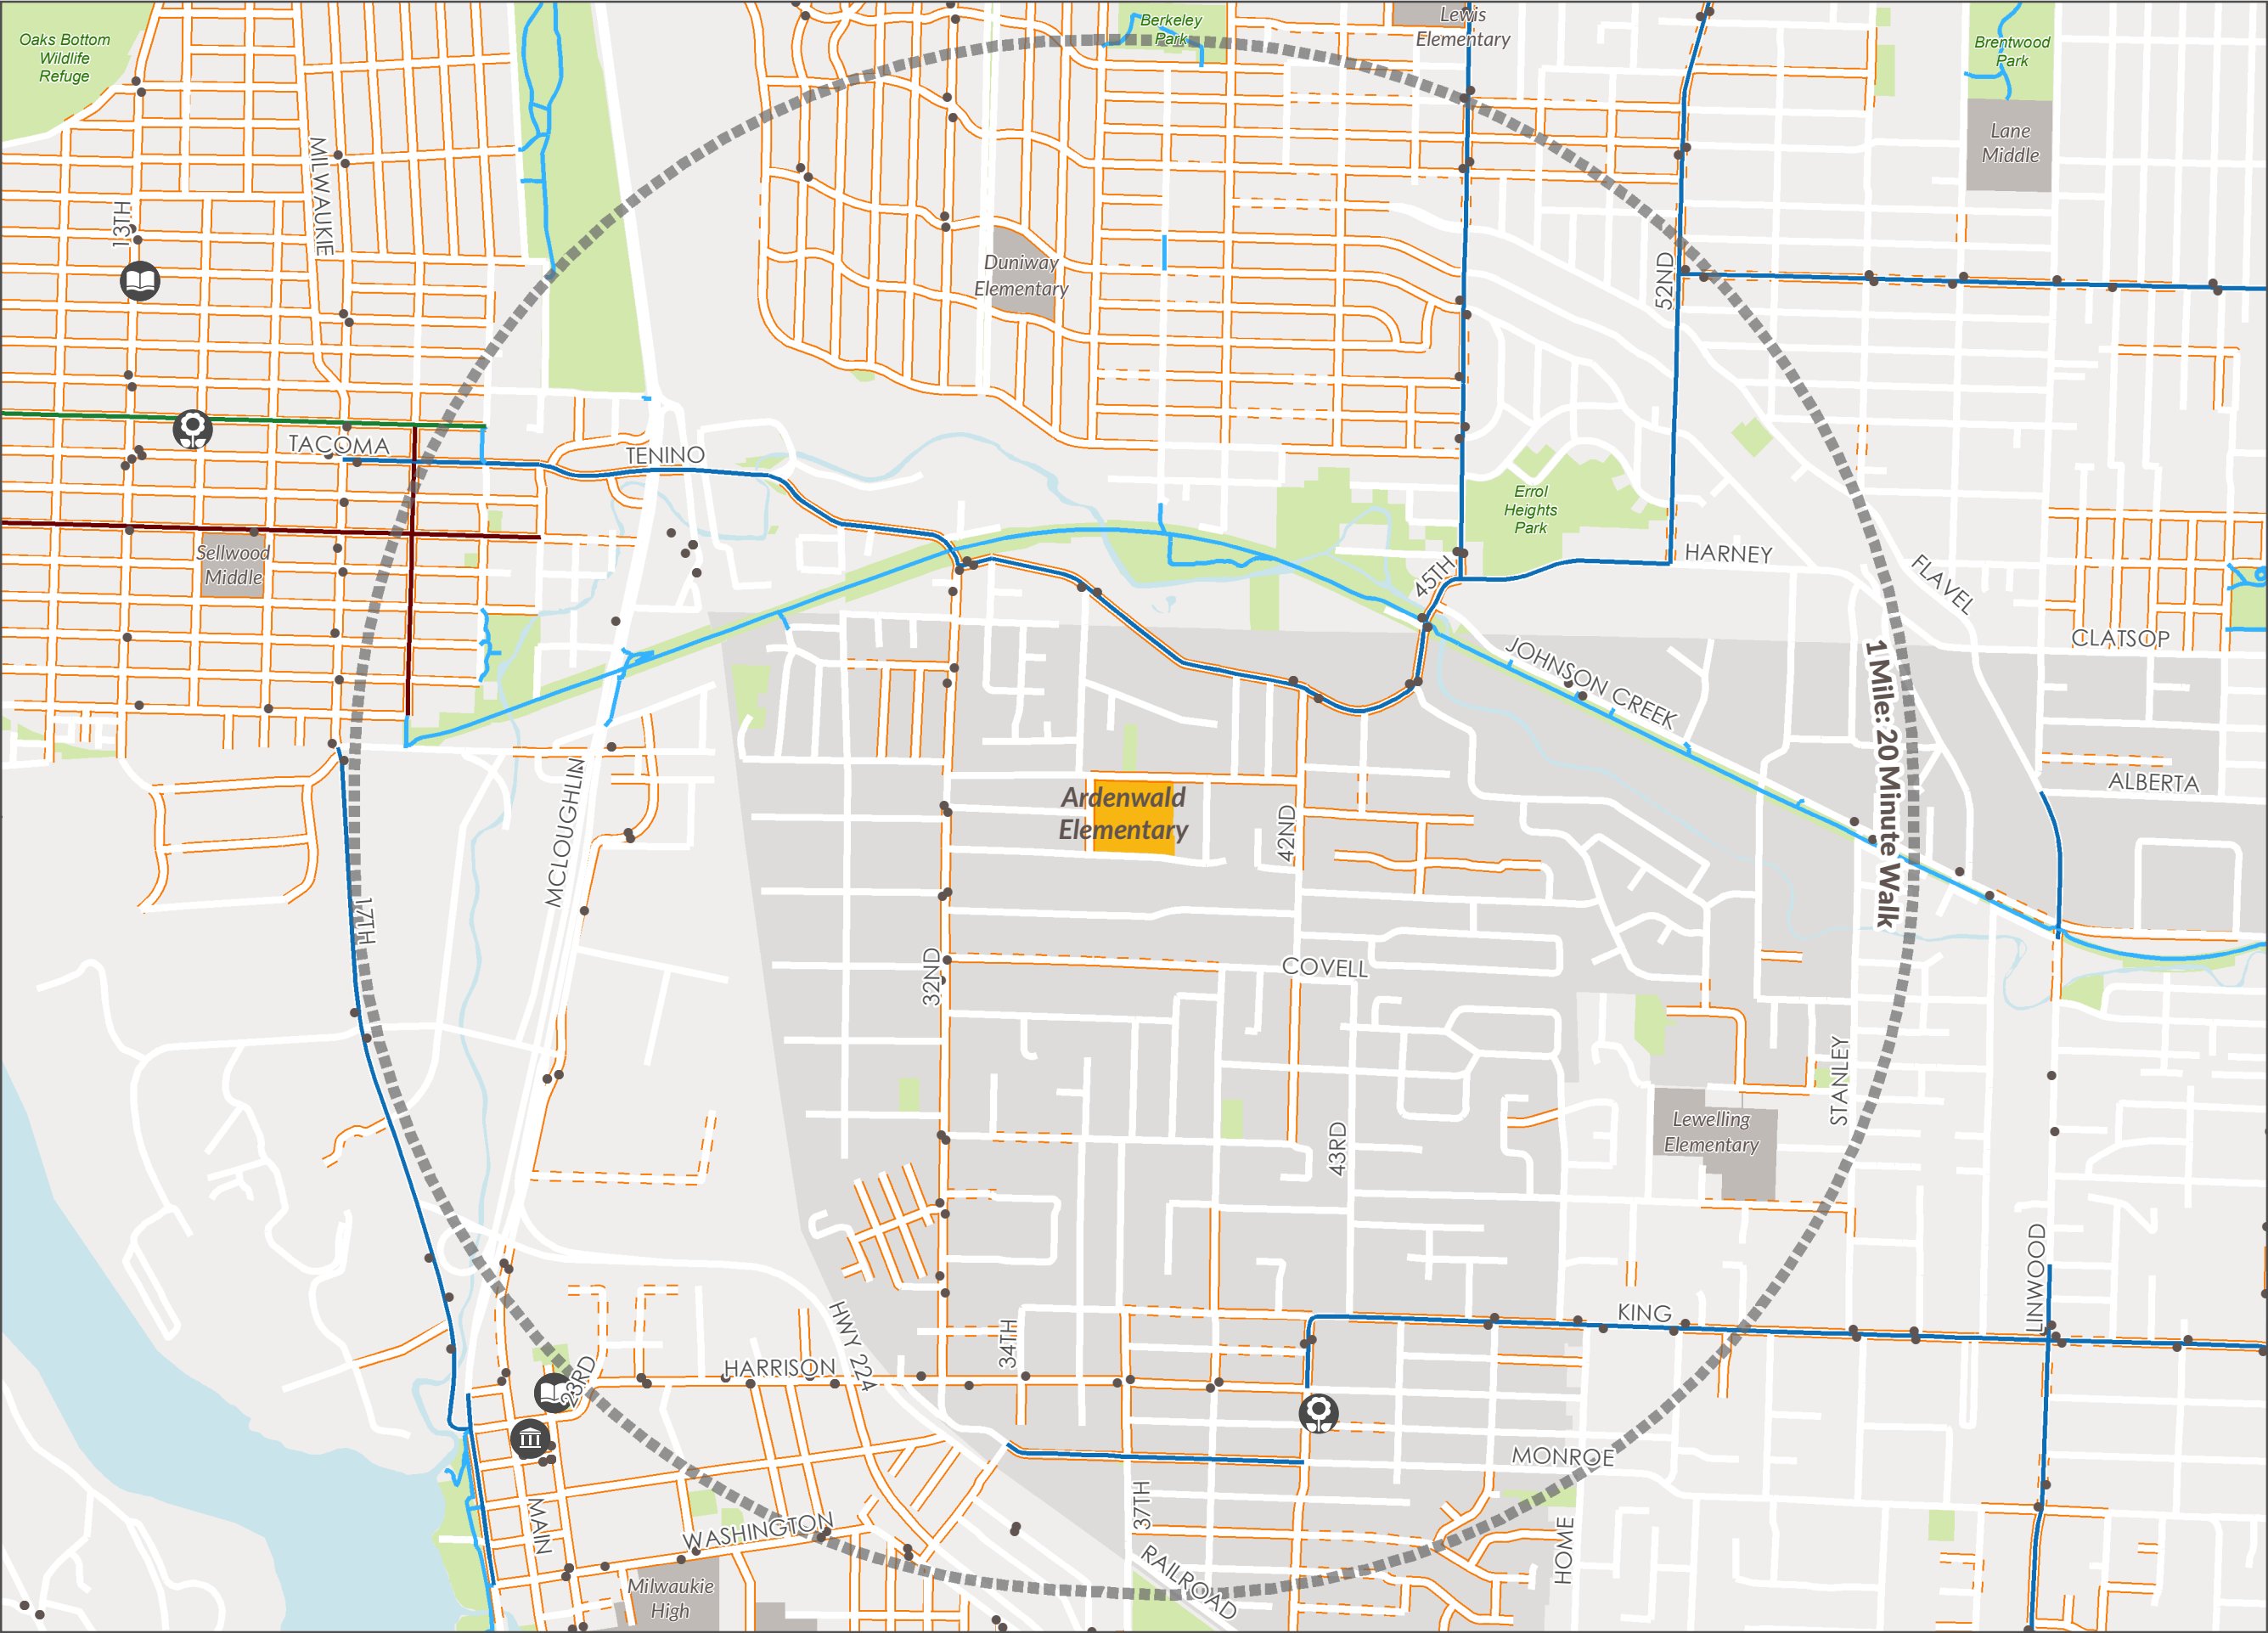 Oaks Bottom
Wildlife
Refuge
Berkeley
Park
Lewis
Elementary
Brentwood
Park
Lane
Middle
MILWAUKIE
13TH
Duniway
Elementary
52ND
TACOMA
TENINO
Errol
Heights
Park
Sellwood
Middle
45TH
HARNEY
FLAVEL
CLATSOP
JOHNSON CREEK
1 Mile: 20 Minute Walk
ALBERTA
MCLOUGHLIN
Ardenwald
Elementary
42ND
17TH
32ND
COVELL
STANLEY
Lewelling
Elementary
43RD
LINWOOD
KING
HWY 224
34TH
HARRISON
23RD
MONROE
MAIN
WASHINGTON
37TH
RAILROAD
HOME
Milwaukie
High